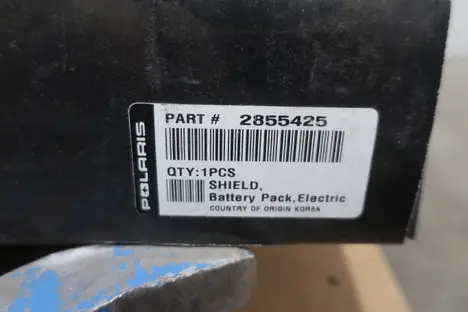 POLARIS
PART # 2855425
QTY:1PCS
SHIELD,
Battery Pack,Electric
COUNTRY OF ORIGIN KOREA